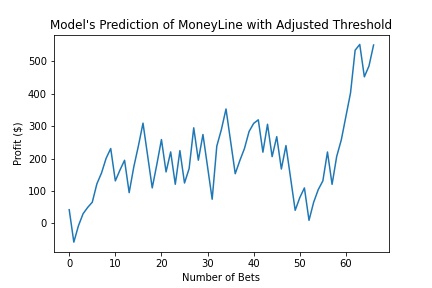 Model's Prediction of MoneyLine with Adjusted Threshold
500
400
300
200
100
0
Profit ($)
0 10 20 30 40 50 60
Number of Bets